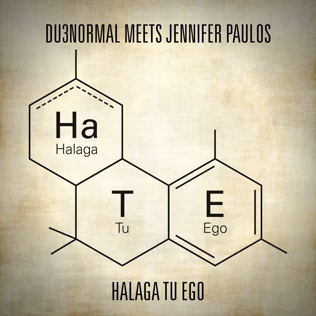 DU3NORMAL MEETS JENNIFER PAULOS
Ha
Halaga
T E
Tu Ego
HALAGA TU EGO